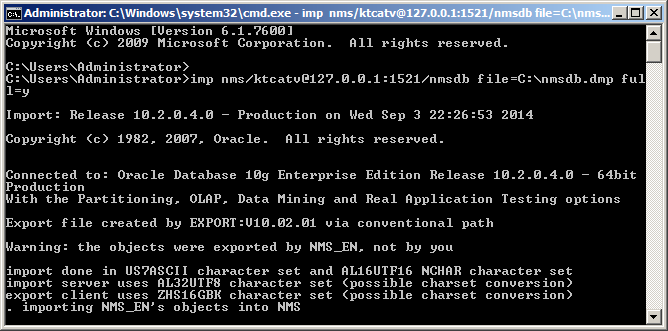 Administrator: C:\Windows\system32\cmd.exe - imp  nms/ktcatv@127.0.0.1:1521/nmsdb file=C:\nms...
Microsoft Windows [Version 6.1.7600]
Copyright (c) 2009 Microsoft Corporation.  All rights reserved.
C:\Users\Administrator>
C:\Users\Administrator>imp nms/ktcatv@127.0.0.1:1521/nmsdb file=C:\nmsdb.dmp ful
l=y
Import: Release 10.2.0.4.0 - Production on Wed Sep 3 22:26:53 2014
Copyright (c) 1982, 2007, Oracle.  All rights reserved.
Connected to: Oracle Database 10g Enterprise Edition Release 10.2.0.4.0 - 64bit
Production
With the Partitioning, OLAP, Data Mining and Real Application Testing options
Export file created by EXPORT:V10.02.01 via conventional path
Warning: the objects were exported by NMS_EN, not by you
import done in US7ASCII character set and AL16UTF16 NCHAR character set
import server uses AL32UTF8 character set (possible charset conversion)
export client uses ZHS16GBK character set (possible charset conversion)
. importing NMS_EN's objects into NMS